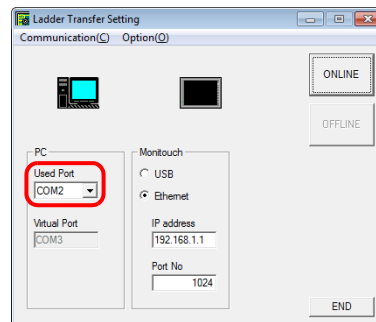 Ladder Transfer Setting
Communication(C) Option(O)
ONLINE
OFFLINE
PC
Used Port
COM2
Virtual Port
COM3
Monitouch
USB
Ethernet
IP address
192.168.1.1
Port No
1024
END